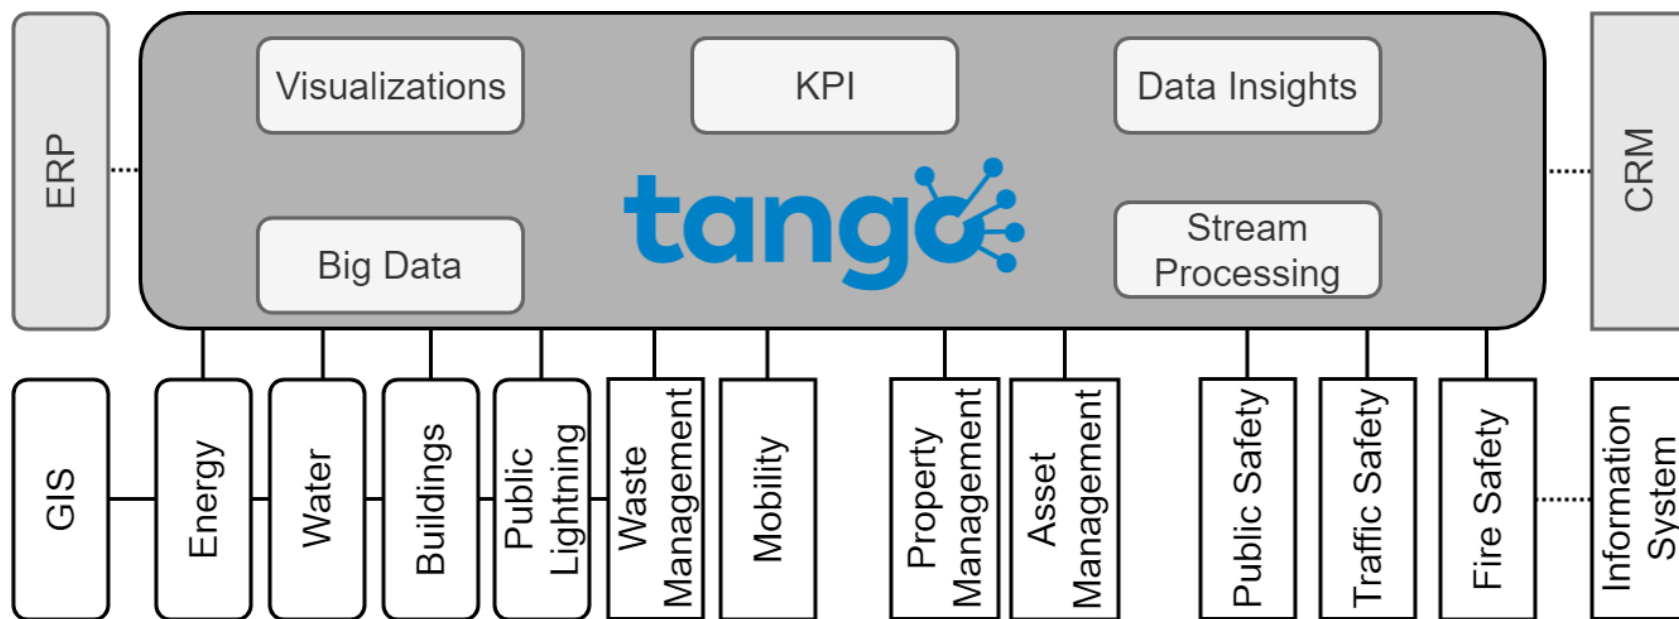 ERP
Visualizations
KPI
Data Insights
CRM
tango
Big Data
Stream
Processing
GIS
Energy
Water
Buildings
Public
Lightning
Waste
Management
Mobility
Property
Management
Asset
Management
Public Safety
Traffic Safety
Fire Safety
Information
System